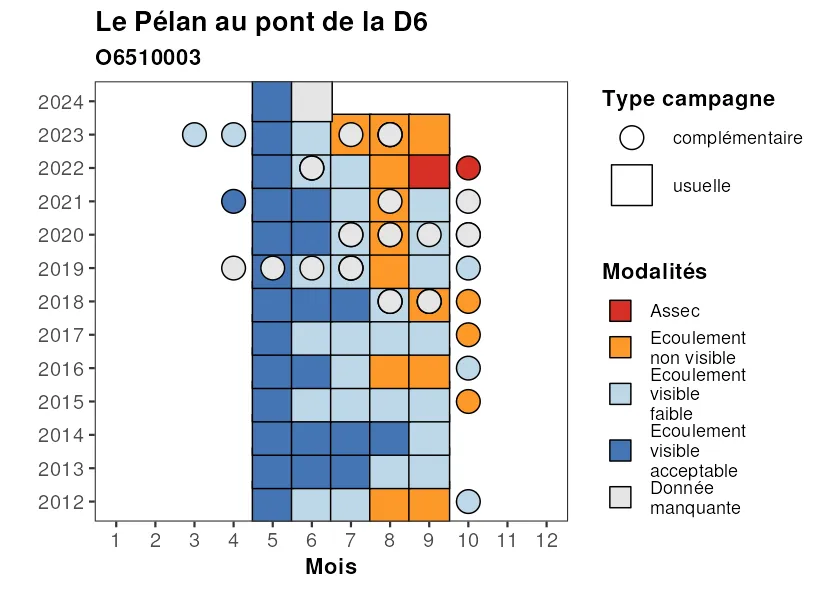 Le Pélan au pont de la D6
O6510003
2024
2023
2022
2021
2020
2019
2018
2017
2016
2015
2014
2013
2012
1 2 3 4 5 6 7 8 9 10 11 12
Mois
Type campagne
complémentaire
usuelle
Modalités
Assec
Ecoulement
non visible
Ecoulement
visible
faible
Ecoulement
visible
acceptable
Donnée
manquante